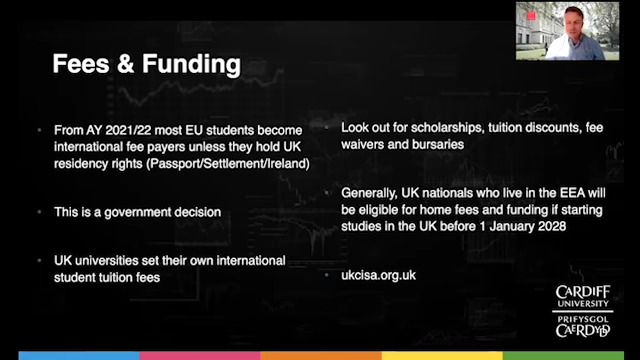 Fees & Funding
From AY 2021/22 most EU students become
international fee payers unless they hold UK
residency rights (Passport/Settlement/Ireland)
This is a government decision
UK universities set their own international
student tuition fees
Look out for scholarships, tuition discounts, fee
waivers and bursaries
Generally, UK nationals who live in the EEA will
be eligible for home fees and funding if starting
studies in the UK before 1 January 2028
ukcisa.org.uk
CARDIFF
UNIVERSITY
PRIFYSGOL
CAERDYDD